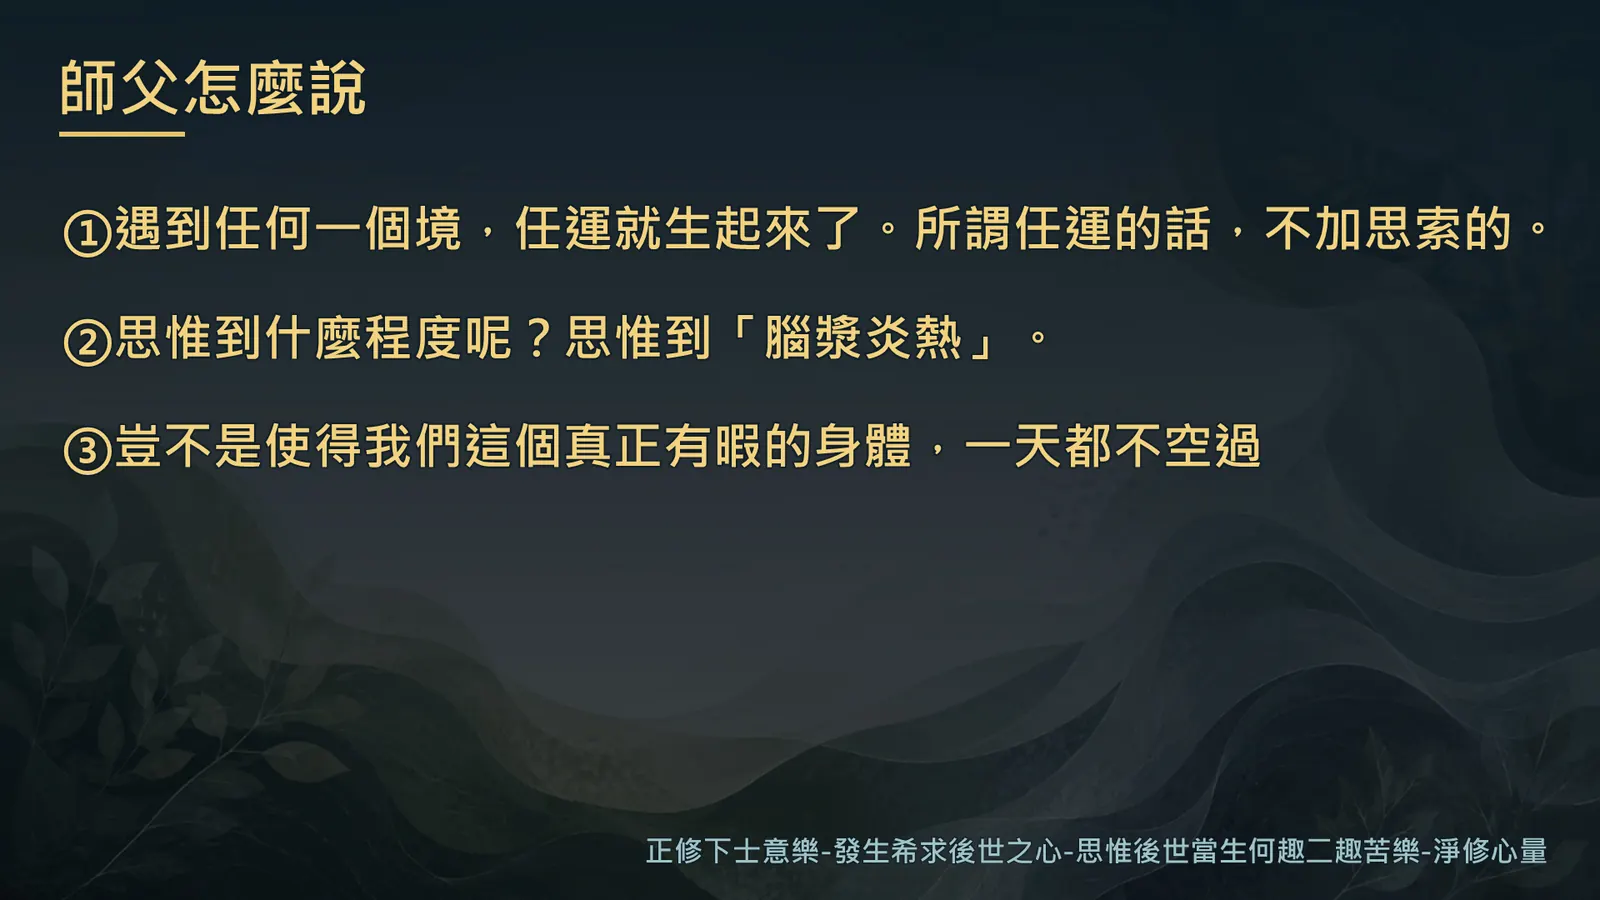 師父怎麼說
①遇到任何一個境，任運就生起來了。所謂任運的話，不加思索的。
②思惟到什麼程度呢？思惟到「腦漿炎熱」。
③豈不是使得我們這個真正有暇的身體，一天都不空過
正修下士意樂-發生希求後世之心-思惟後世當生何趣二趣苦樂-淨修心量